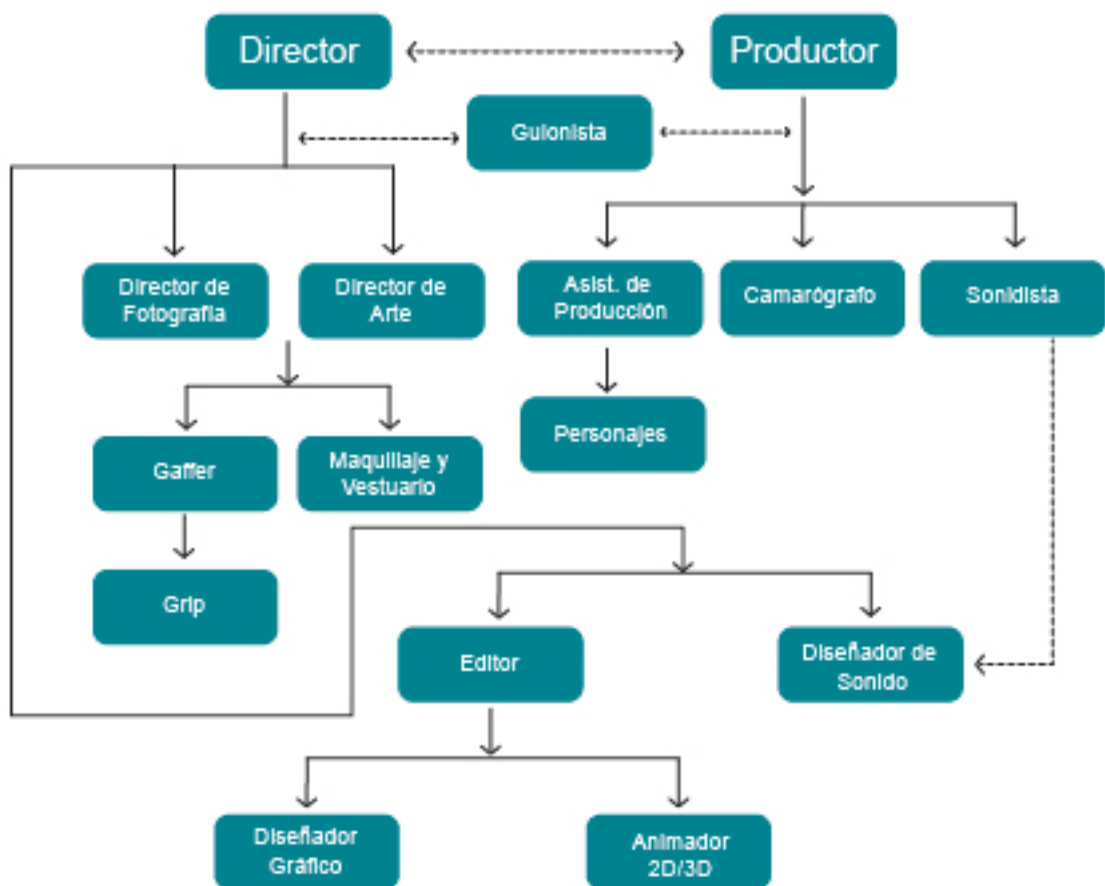 Director
Productor
Guionista
Director de
Fotografía
Director de
Arte
Asist. de
Producción
Camarógrafo
Sonidista
Gaffer
Maquillaje y
Vestuario
Personajes
Grip
Editor
Diseñador de
Sonido
Diseñador
Gráfico
Animador
2D/3D